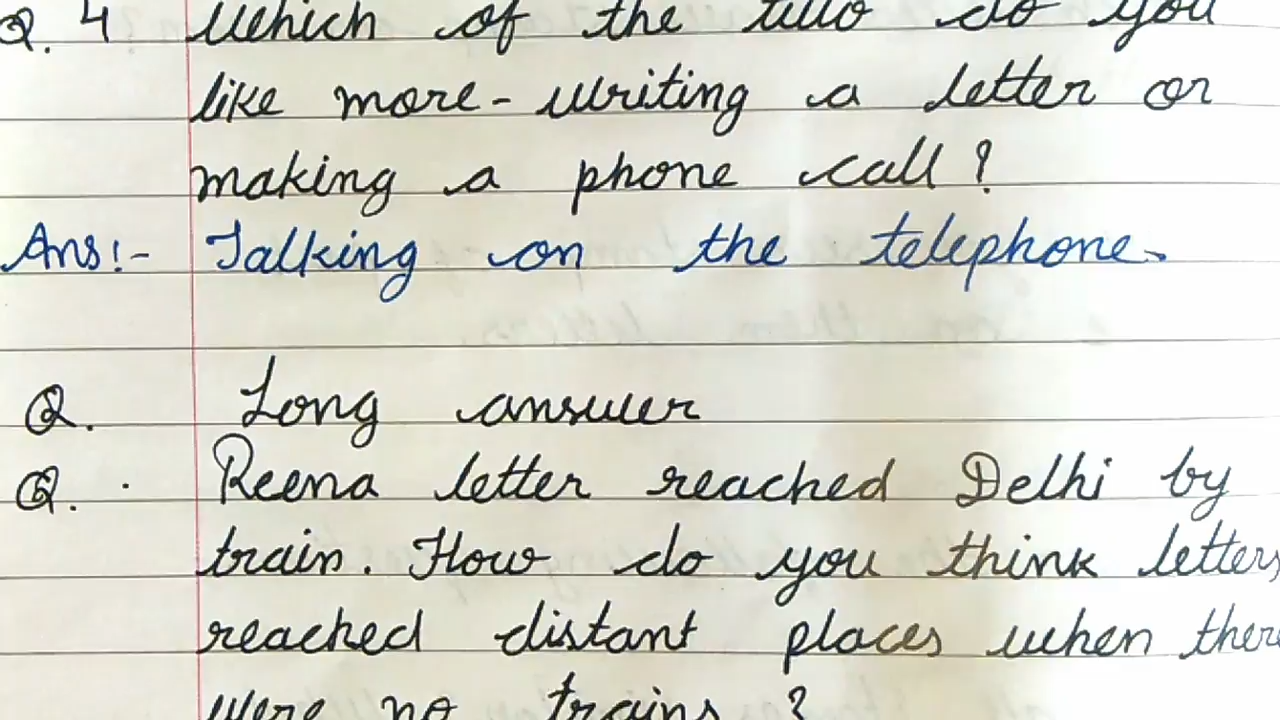 Q. 4 Which of the two do you
like more - writing a letter or
making a phone call ?
Ans :- Talking on the telephone.
Q. Long answer
Q. Reena letter reached Delhi by
train. How do you think letters
reached distant places when there
were no trains ?